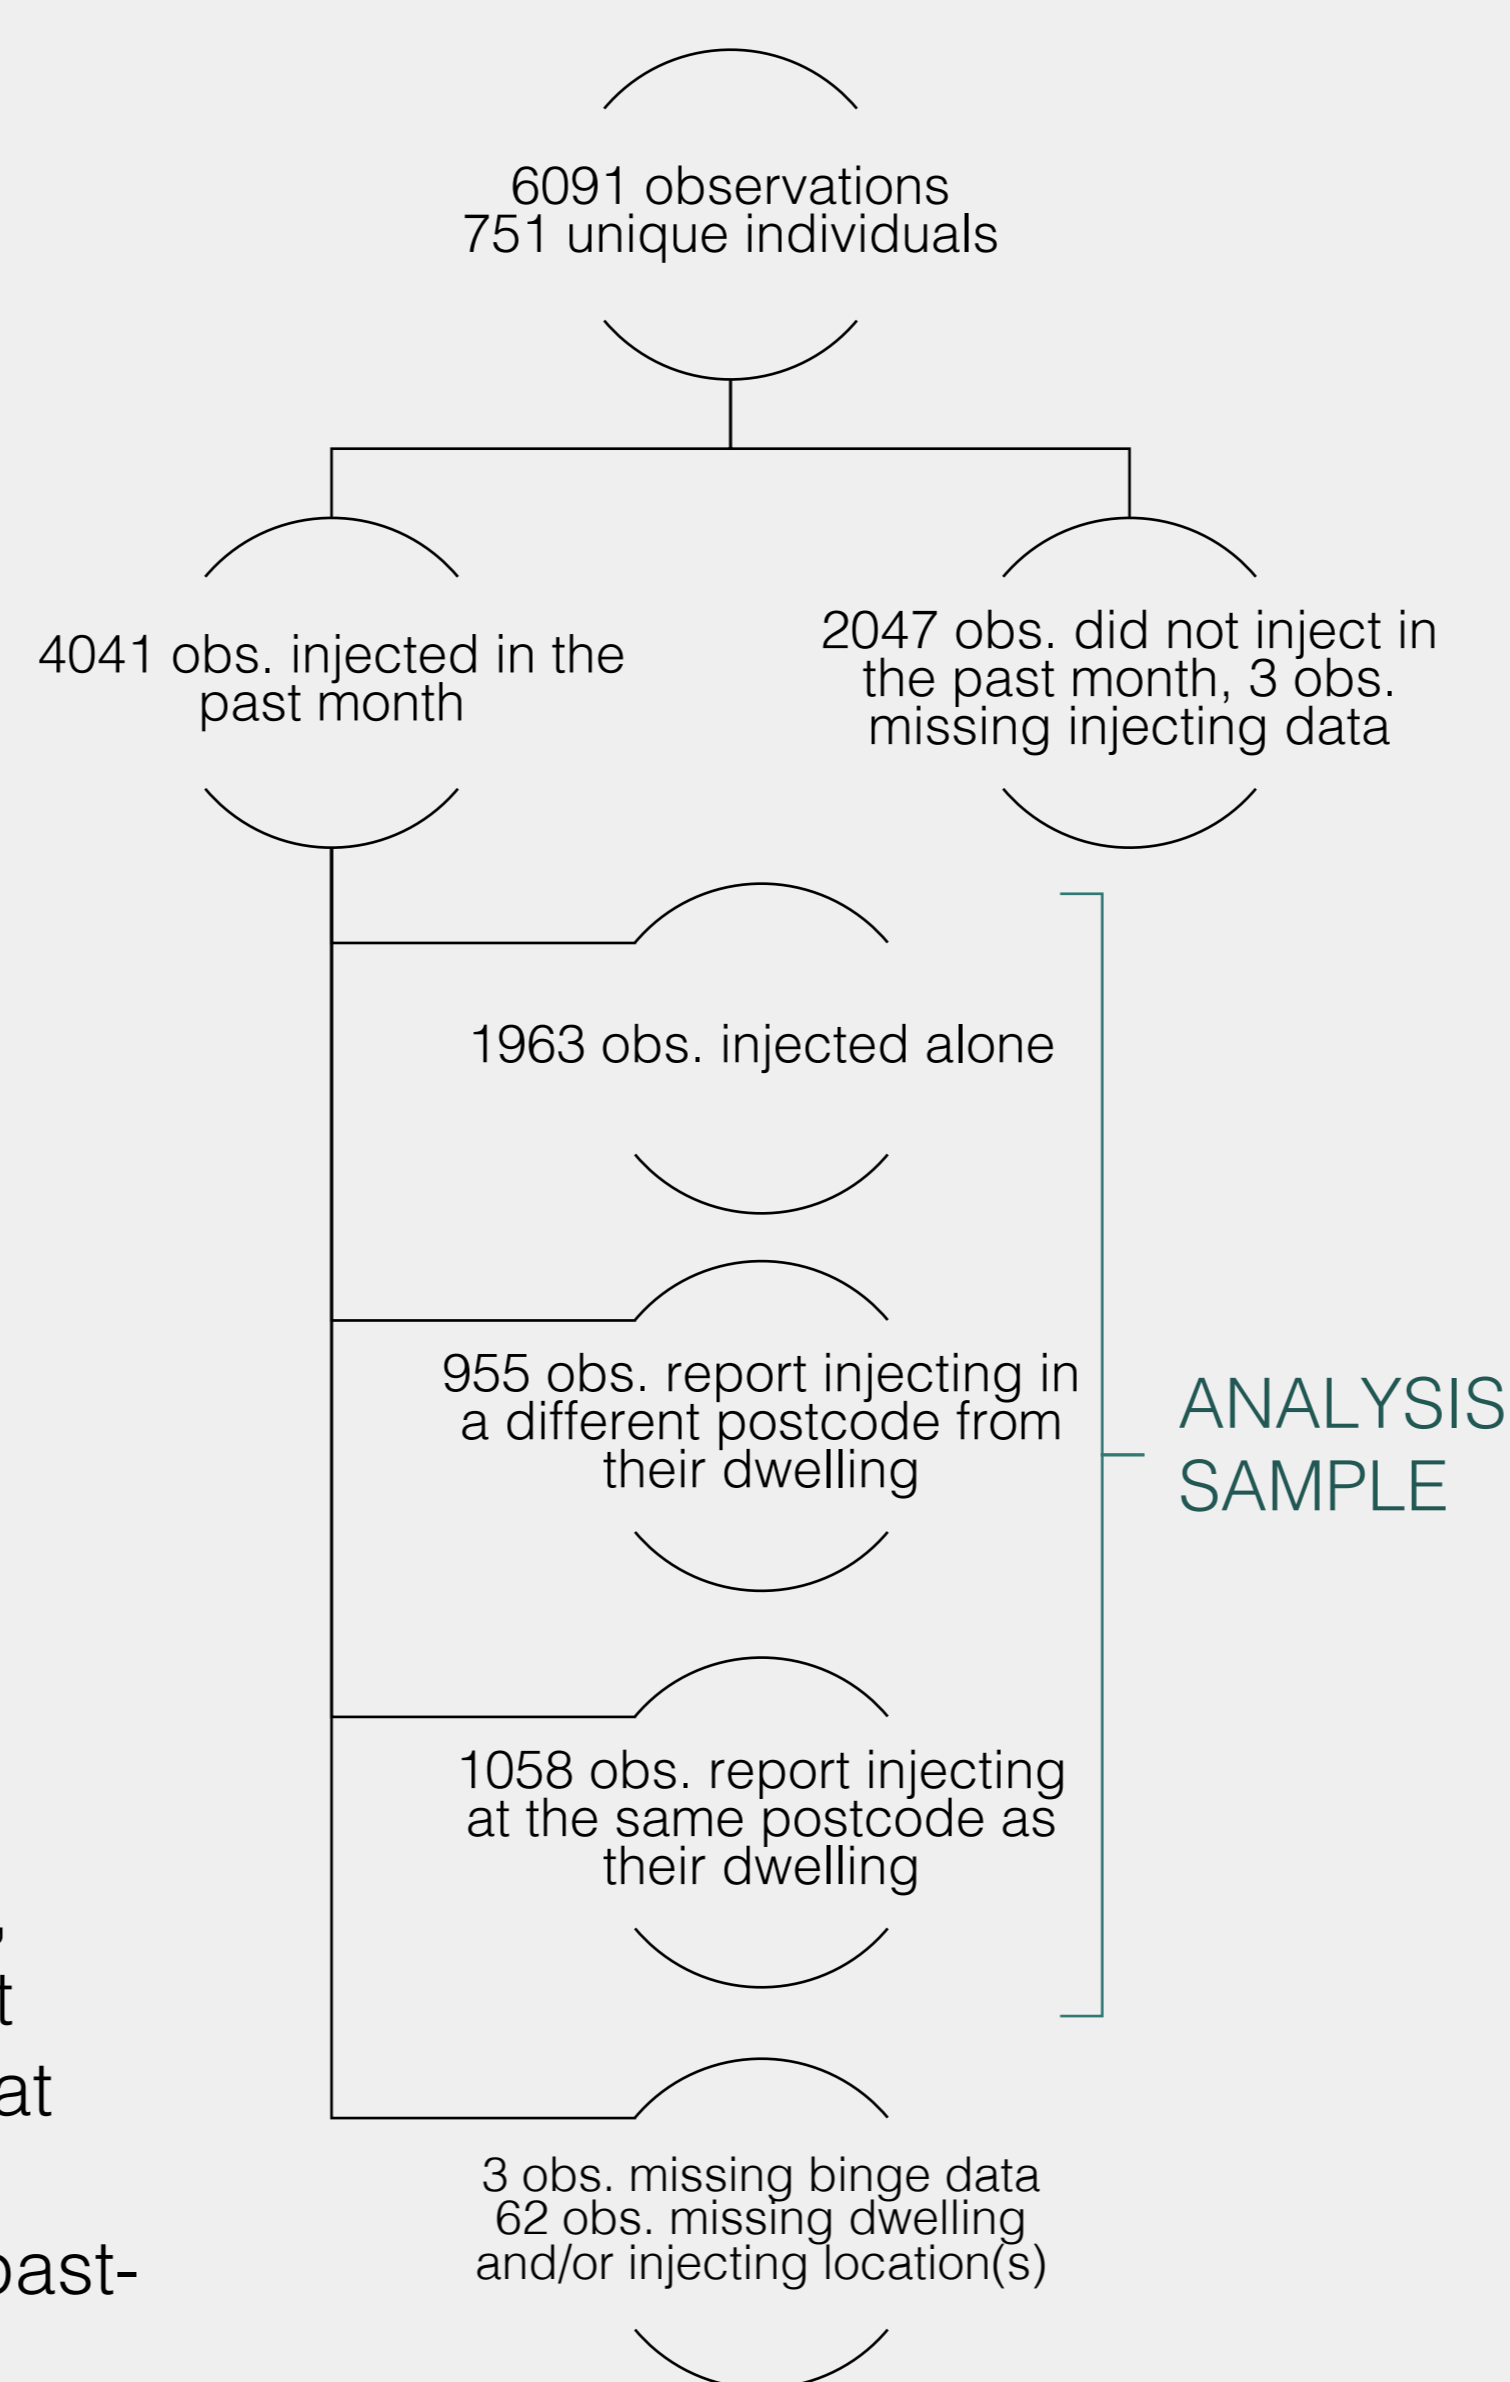 6091 observations
751 unique individuals
4041 obs. injected in the
past month
2047 obs. did not inject in
the past month, 3 obs.
missing injecting data
1963 obs. injected alone
955 obs. report injecting in
a different postcode from
their dwelling
ANALYSIS
SAMPLE
1058 obs. report injecting
at the same postcode as
their dwelling
,
t
at
3 obs. missing binge data
62 obs. missing dwelling
and/or injecting location(s)
past-